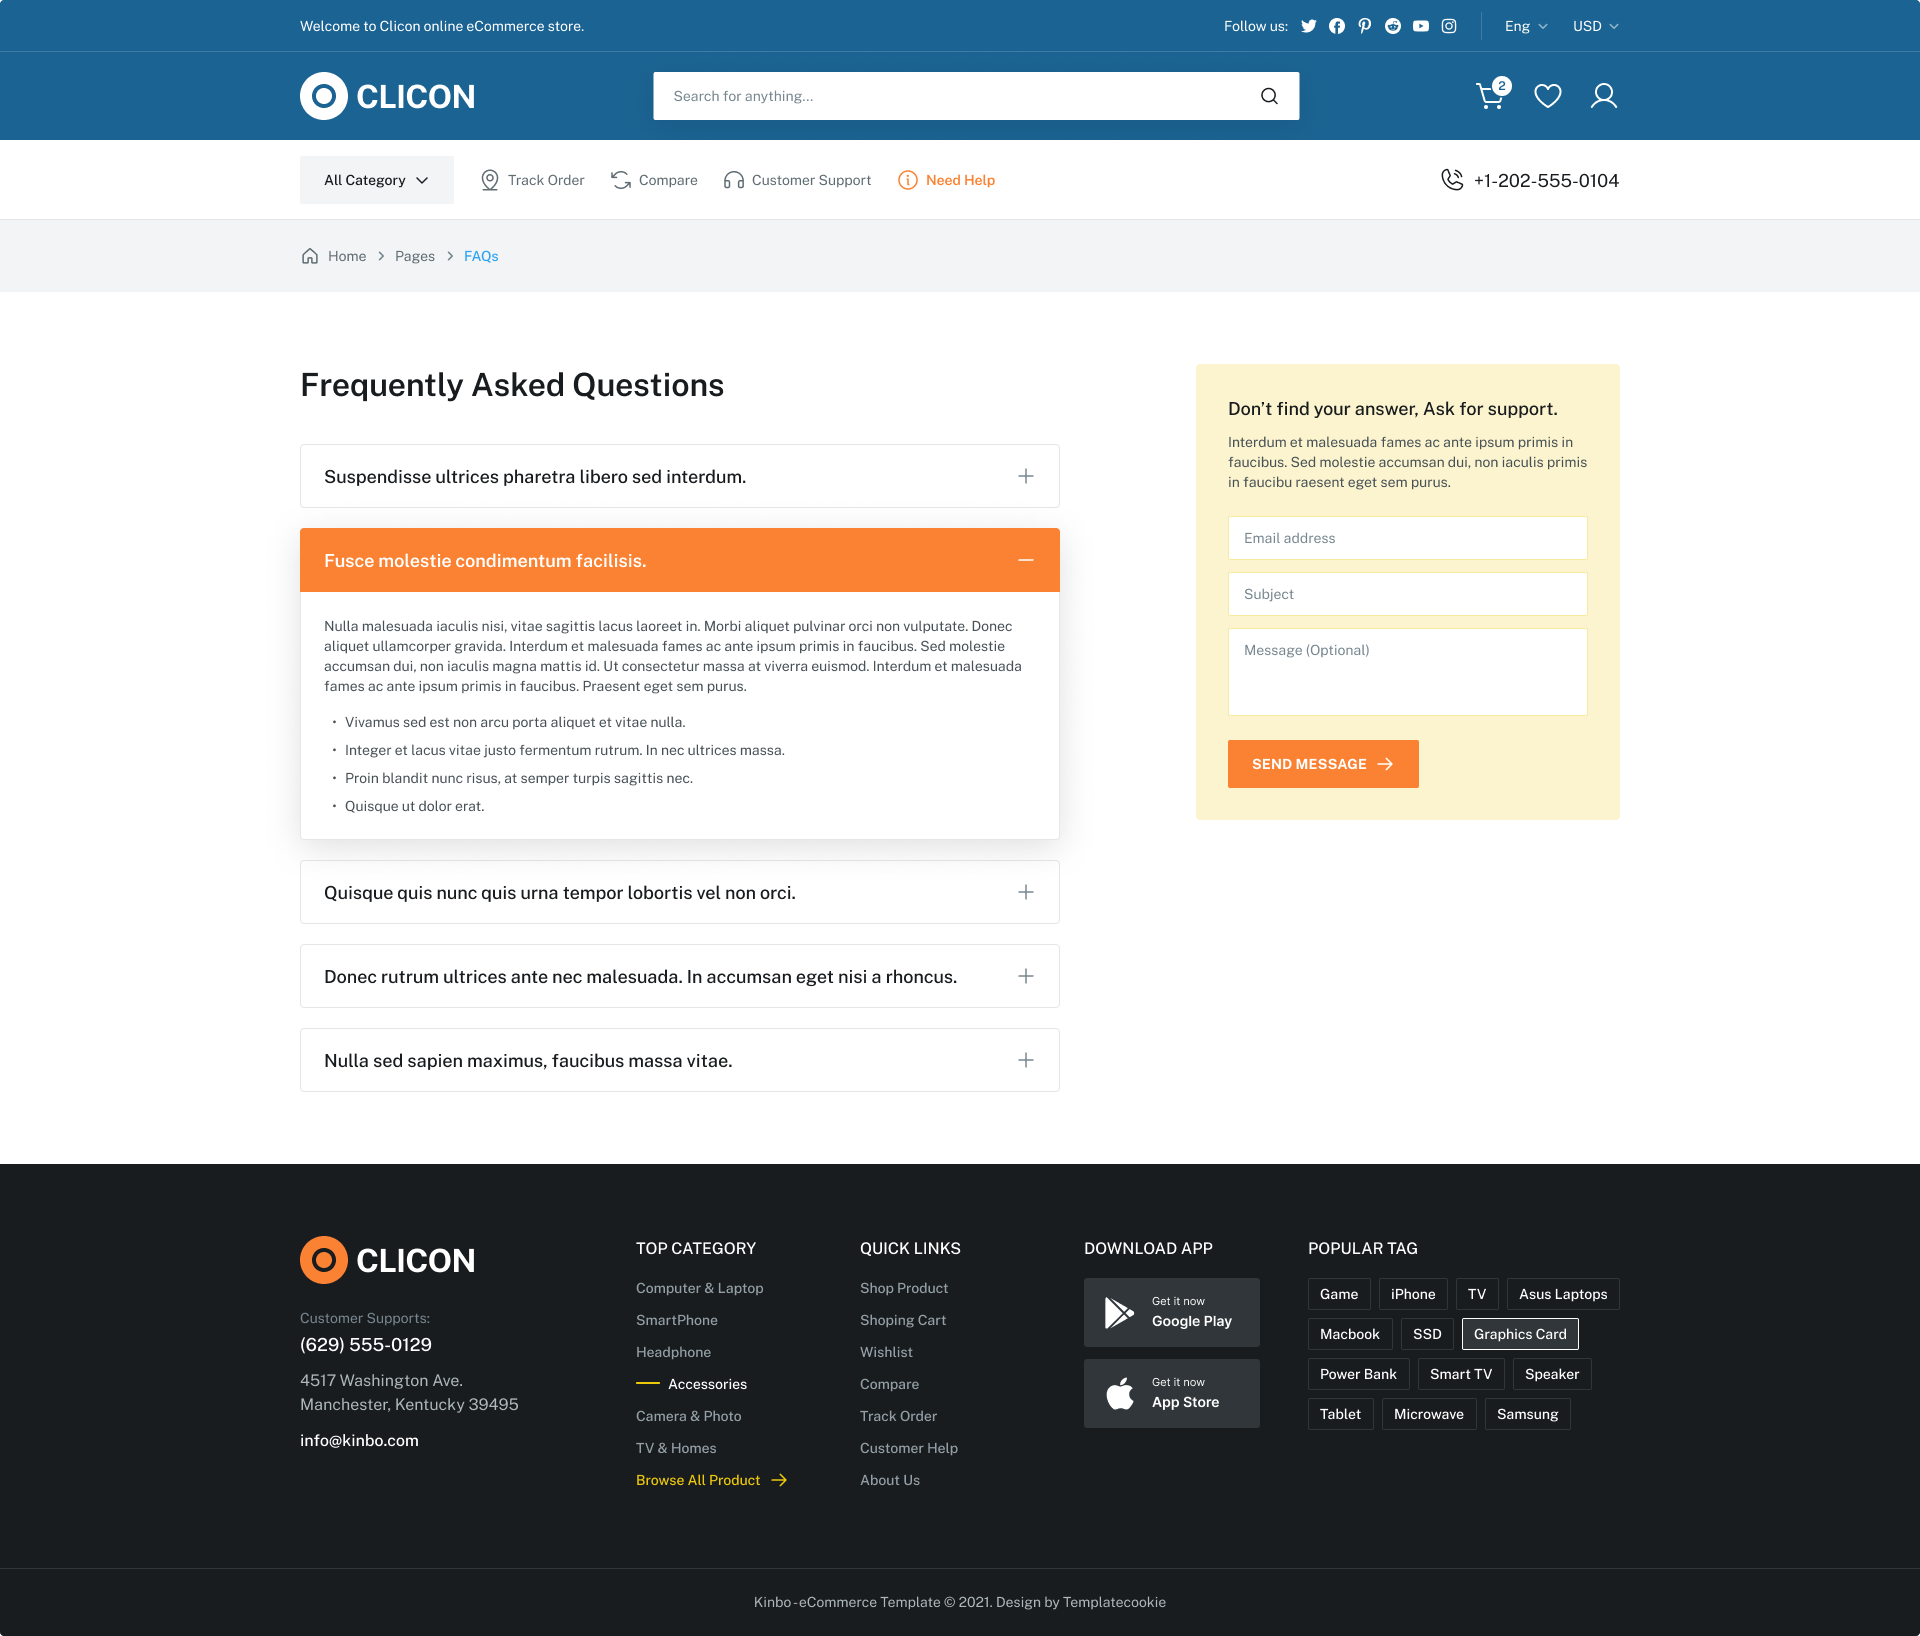 Welcome to Clicon online eCommerce store.
Follow us:
Eng
USD
CLICON
Search for anything...
2
All Category
Track Order
Compare
Customer Support
Need Help
+1-202-555-0104
Home
Pages
FAQs
Frequently Asked Questions
Suspendisse ultrices pharetra libero sed interdum.
Fusce molestie condimentum facilisis.
Nulla malesuada iaculis nisi, vitae sagittis lacus laoreet in. Morbi aliquet pulvinar orci non vulputate. Donec
aliquet ullamcorper gravida. Interdum et malesuada fames ac ante ipsum primis in faucibus. Sed molestie
accumsan dui, non iaculis magna mattis id. Ut consectetur massa at viverra euismod. Interdum et malesuada
fames ac ante ipsum primis in faucibus. Praesent eget sem purus.
• Vivamus sed est non arcu porta aliquet et vitae nulla.
• Integer et lacus vitae justo fermentum rutrum. In nec ultrices massa.
• Proin blandit nunc risus, at semper turpis sagittis nec.
• Quisque ut dolor erat.
Quisque quis nunc quis urna tempor lobortis vel non orci.
Donec rutrum ultrices ante nec malesuada. In accumsan eget nisi a rhoncus.
Nulla sed sapien maximus, faucibus massa vitae.
Don’t find your answer, Ask for support.
Interdum et malesuada fames ac ante ipsum primis in
faucibus. Sed molestie accumsan dui, non iaculis primis
in faucibu raesent eget sem purus.
Email address
Subject
Message (Optional)
SEND MESSAGE
CLICON
Customer Supports:
(629) 555-0129
4517 Washington Ave.
Manchester, Kentucky 39495
info@kinbo.com
TOP CATEGORY
Computer & Laptop
SmartPhone
Headphone
Accessories
Camera & Photo
TV & Homes
Browse All Product
QUICK LINKS
Shop Product
Shoping Cart
Wishlist
Compare
Track Order
Customer Help
About Us
DOWNLOAD APP
Get it now
Google Play
Get it now
App Store
POPULAR TAG
Game
iPhone
TV
Asus Laptops
Macbook
SSD
Graphics Card
Power Bank
Smart TV
Speaker
Tablet
Microwave
Samsung
Kinbo - eCommerce Template © 2021. Design by Templatecookie